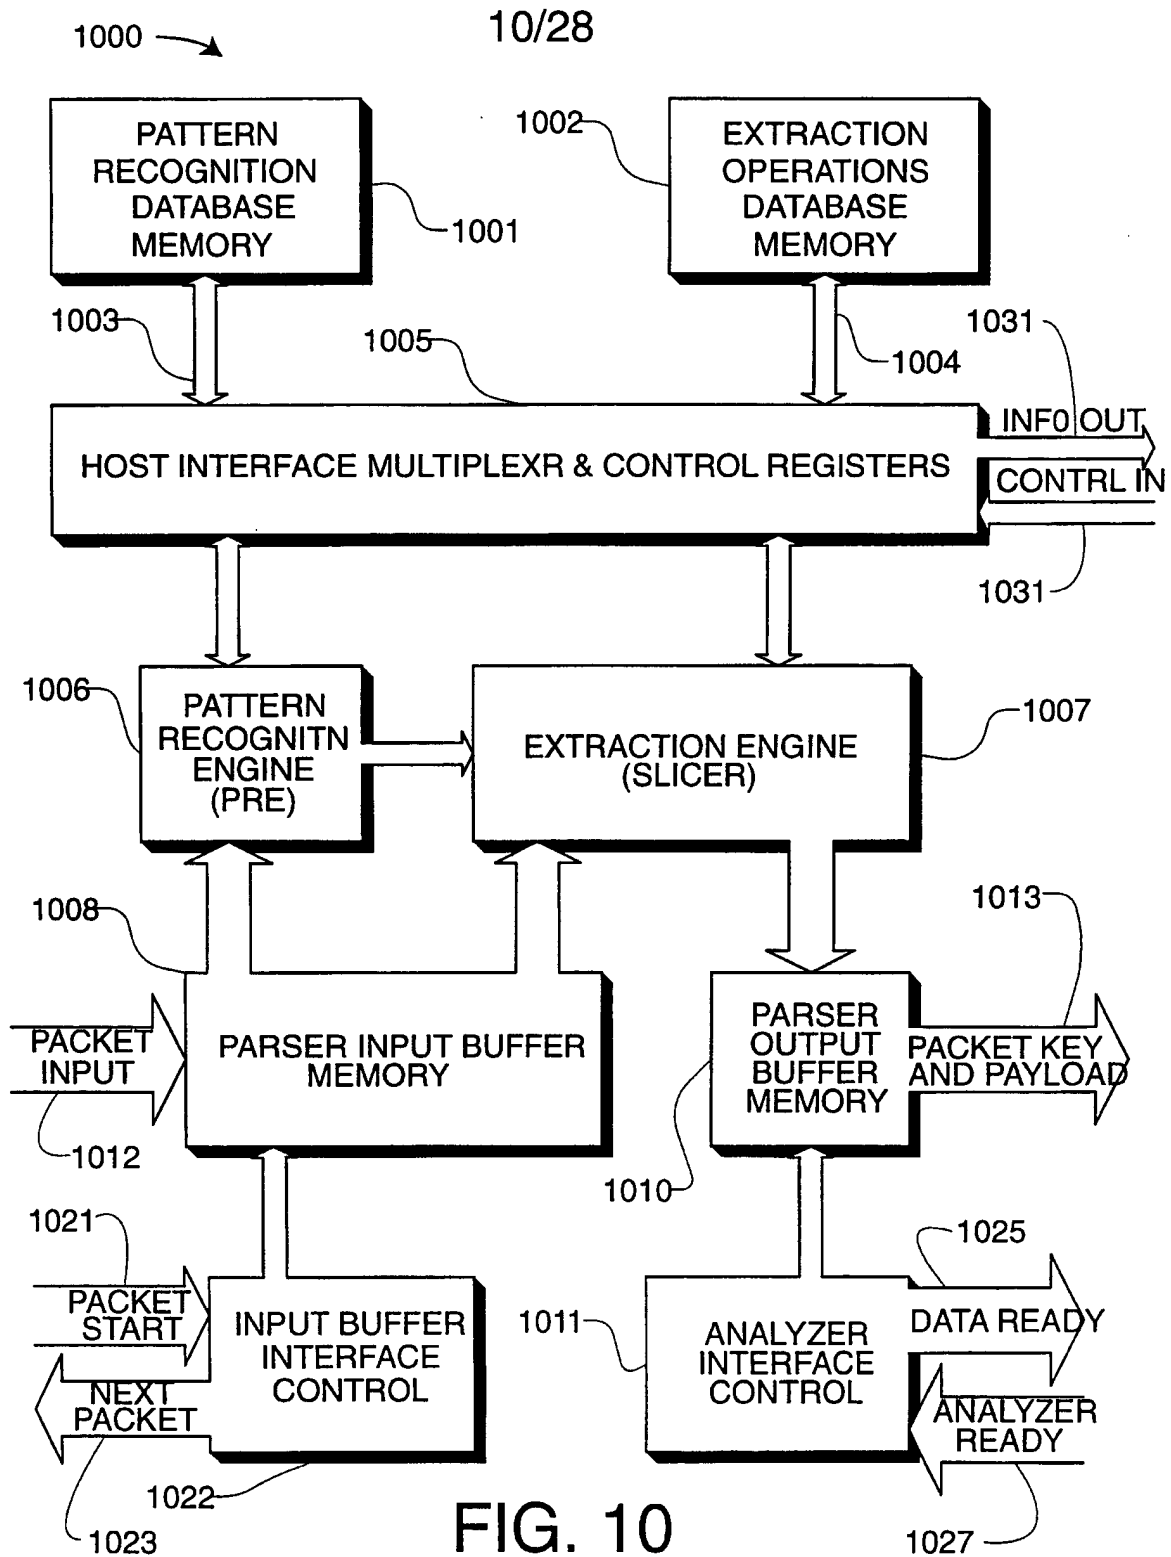 10/28
1000
PATTERN
RECOGNITION
DATABASE
MEMORY
1001
1002
EXTRACTION
OPERATIONS
DATABASE
MEMORY
1003
1005
1004
1031
HOST INTERFACE MULTIPLEXR & CONTROL REGISTERS
INFO OUT
CONTRL IN
1031
1006
PATTERN
RECOGNITN
ENGINE
(PRE)
EXTRACTION ENGINE
(SLICER)
1007
1008
1013
PACKET
INPUT
1012
PARSER INPUT BUFFER
MEMORY
PARSER
OUTPUT
BUFFER
MEMORY
PACKET KEY
AND PAYLOAD
1010
1021
PACKET
START
NEXT
PACKET
INPUT BUFFER
INTERFACE
CONTROL
1022
1023
1011
ANALYZER
INTERFACE
CONTROL
1025
DATA READY
ANALYZER
READY
1027
FIG. 10